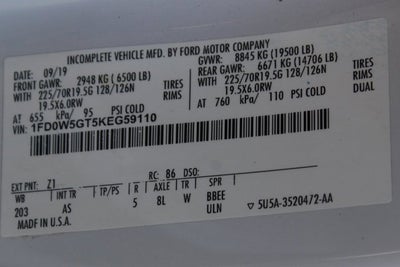 INCOMPLETE VEHICLE MFD. BY FORD MOTOR COMPANY
DATE: 09/19 GVWR: 8845 KG (19500 LB)
FRONT GAWR: 2948 KG (6500 LB) REAR GAWR: 6671 KG (14706 LB)
WITH 225/70R19.5G 128/126N TIRES WITH 225/70R19.5G 128/126N TIRES
19.5X6.0RW RIMS 19.5X6.0RW RIMS
AT 655 kPa/ 95 PSI COLD AT 760 kPa/ 110 PSI COLD DUAL
VIN: 1FD0W5GT5KEG59110
EXT PNT: Z1 RC: 86 DSO:
WB INT TR TP/PS R AXLE TR SPR
203 AS 5 8L W BBEE
MADE IN U.S.A. ULN 5U5A-3520472-AA